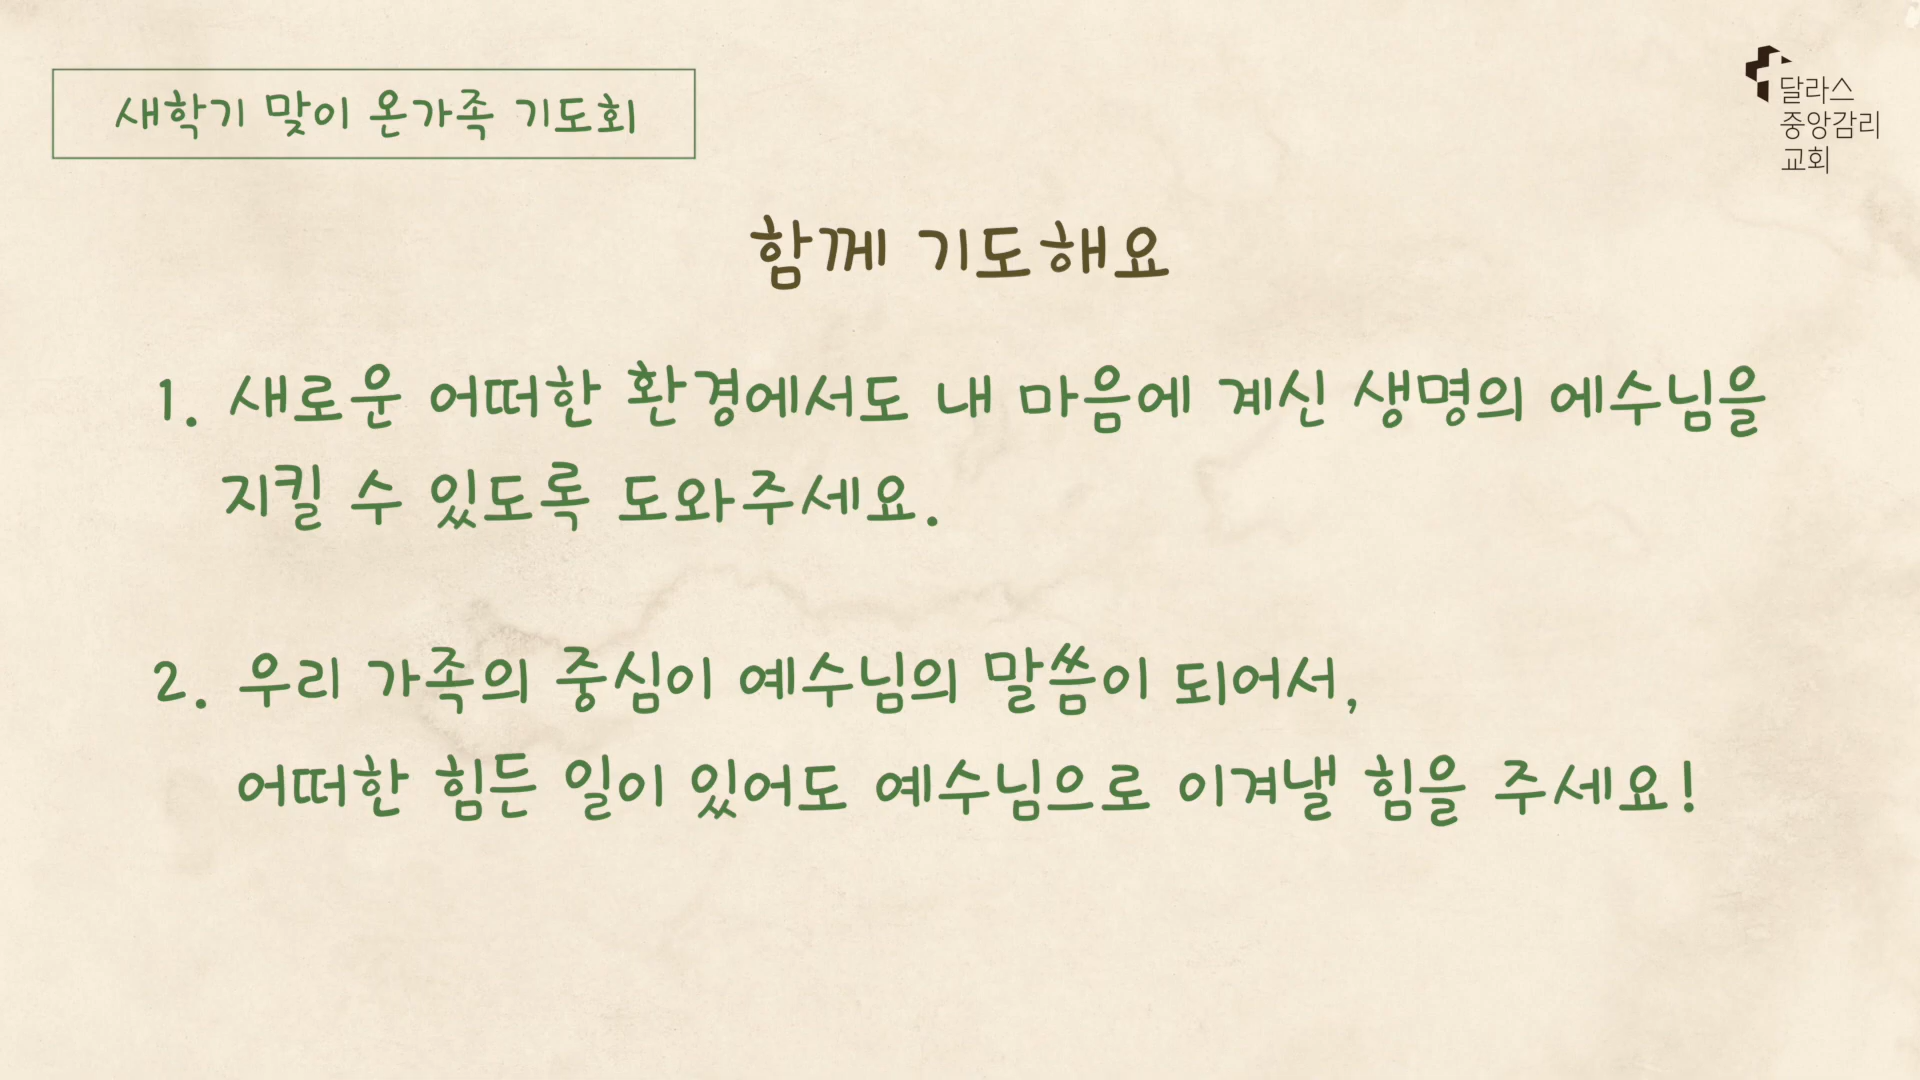 새학기 맞이 온가족 기도회
달라스
중앙감리
교회
함께 기도해요
1. 새로운 어떠한 환경에서도 내 마음에 계신 생명의 에수님을
지킬 수 있도록 도와주세요.
2. 우리 가족의 중심이 예수님의 말씀이 되어서,
어떠한 힘든 일이 있어도 예수님으로 이겨낼 힘을 주세요!